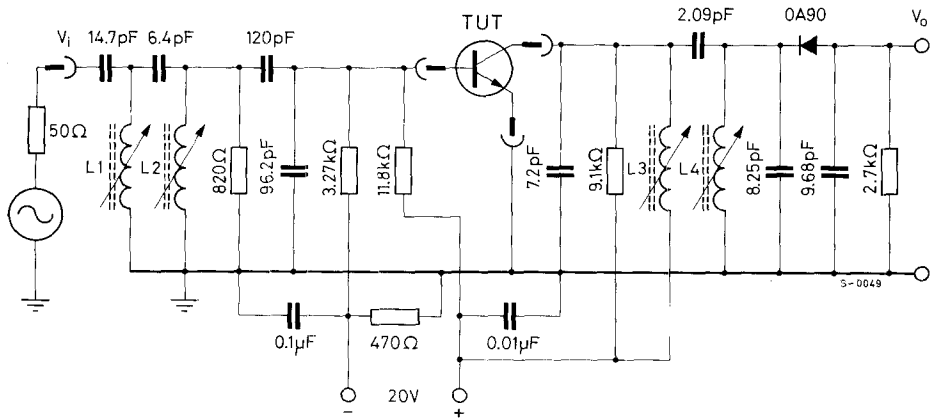 TUT
2.09pF
0A90
Vo
Vi
14.7pF
6.4pF
120pF
50Ω
L1
L2
820Ω
96.2pF
3.27kΩ
11.8kΩ
7.2pF
9.1kΩ
L3
L4
8.25pF
9.68pF
2.7kΩ
S-0049
0.1µF
470Ω
0.01µF
-
20V
+